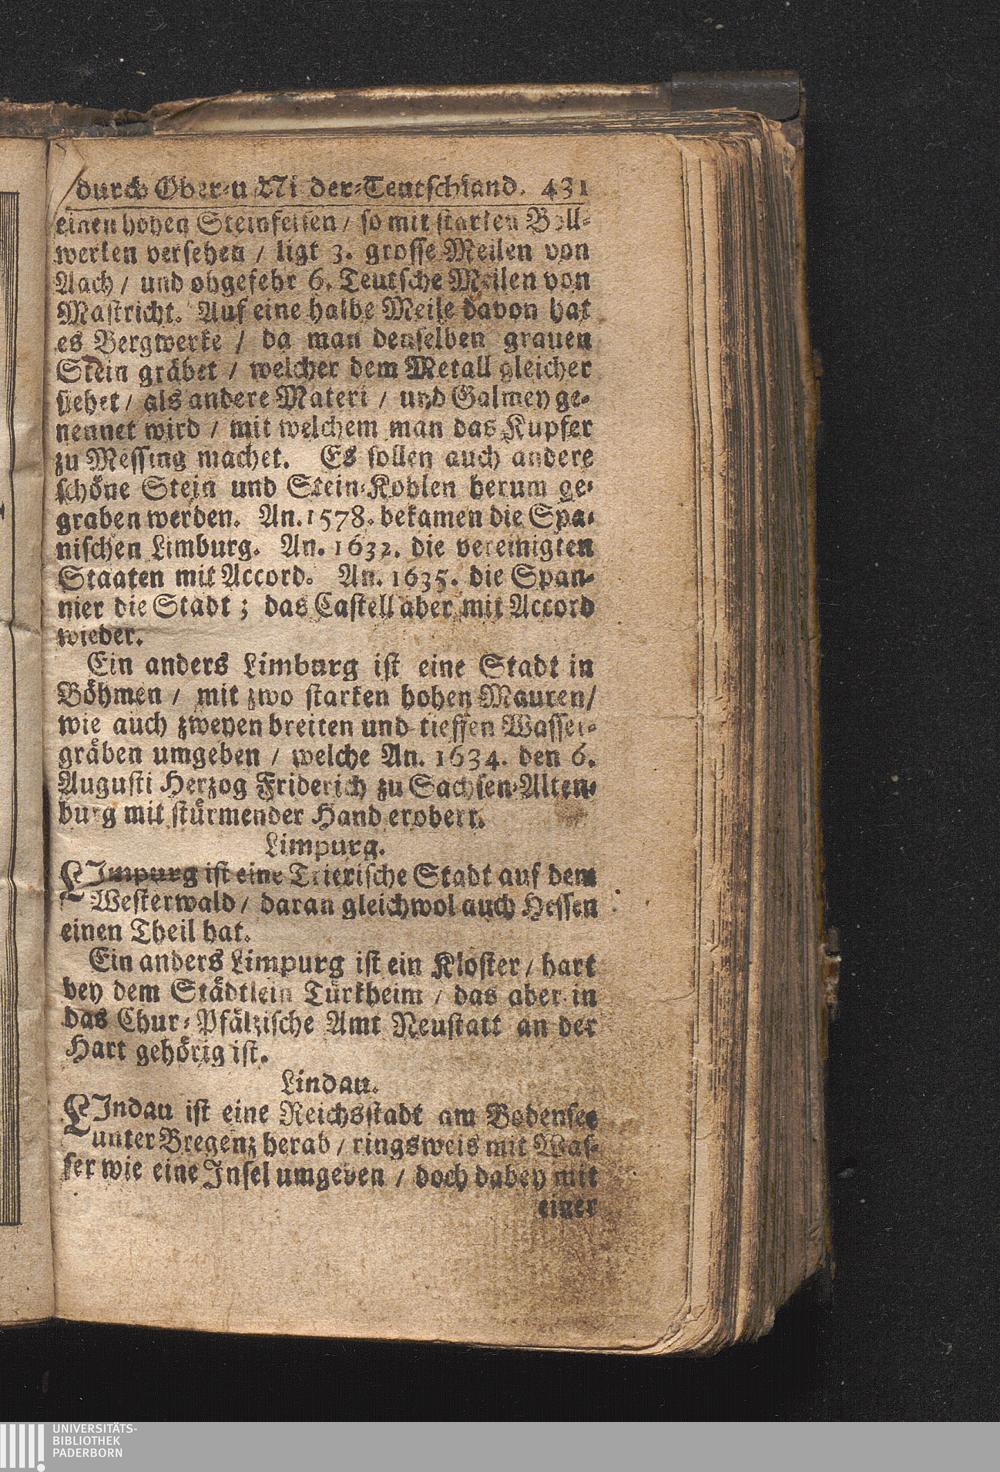 durch Ober-u Ni der-Teutschland. 431
einen hohen Steinfelsen / so mit starken Boll-
werken versehen / ligt 3. grosse Meilen von
Aach / und ohgefehr 6. Teutsche Meilen von
Mastricht. Auf eine halbe Meile davon hat
es Bergwerke / da man denselben grauen
Stein gräbet / welcher dem Metall gleicher
siehet / als andere Materi / und Galmey ge-
nennet wird / mit welchem man das Kupfer
zu Messing machet. Es sollen auch andere
schöne Stein und Stein-Kohlen herum ge-
graben werden. An. 1578. bekamen die Spa-
nischen Limburg. An. 1632. die vereinigten
Staaten mit Accord. An. 1635. die Span-
nier die Stadt; das Castell aber mit Accord
wieder.
Ein anders Limburg ist eine Stadt in
Böhmen / mit zwo starken hohen Mauren /
wie auch zweyen breiten und tieffen Wasser-
gräben umgeben / welche An. 1634. den 6.
Augusti Herzog Friderich zu Sachsen-Alten-
burg mit stürmender Hand erobert.
Limpurg.
LImpurg ist eine Trierische Stadt auf dem
Westerwald / daran gleichwol auch Hessen
einen Theil hat.
Ein anders Limpurg ist ein Kloster / hart
bey dem Städtlein Türkheim / das aber in
das Chur-Pfälzische Amt Neustatt an der
Hart gehörig ist.
Lindau.
LIndau ist eine Reichsstadt am Bodensee
unter Bregenz herab / ringsweis mit Was-
ser wie eine Insel umgeben / doch dabey mit
einer
UNIVERSITÄTS-
BIBLIOTHEK
PADERBORN